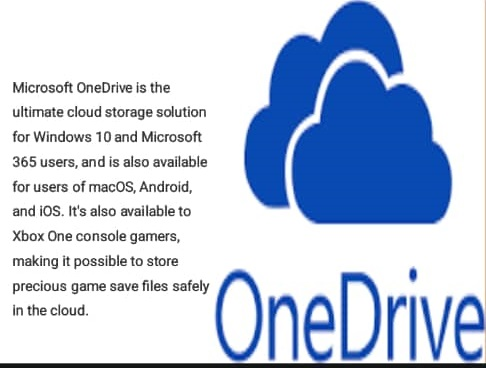 Microsoft OneDrive is the
ultimate cloud storage solution
for Windows 10 and Microsoft
365 users, and is also available
for users of macOS, Android,
and iOS. It's also available to
Xbox One console gamers,
making it possible to store
precious game save files safely
in the cloud.
OneDrive